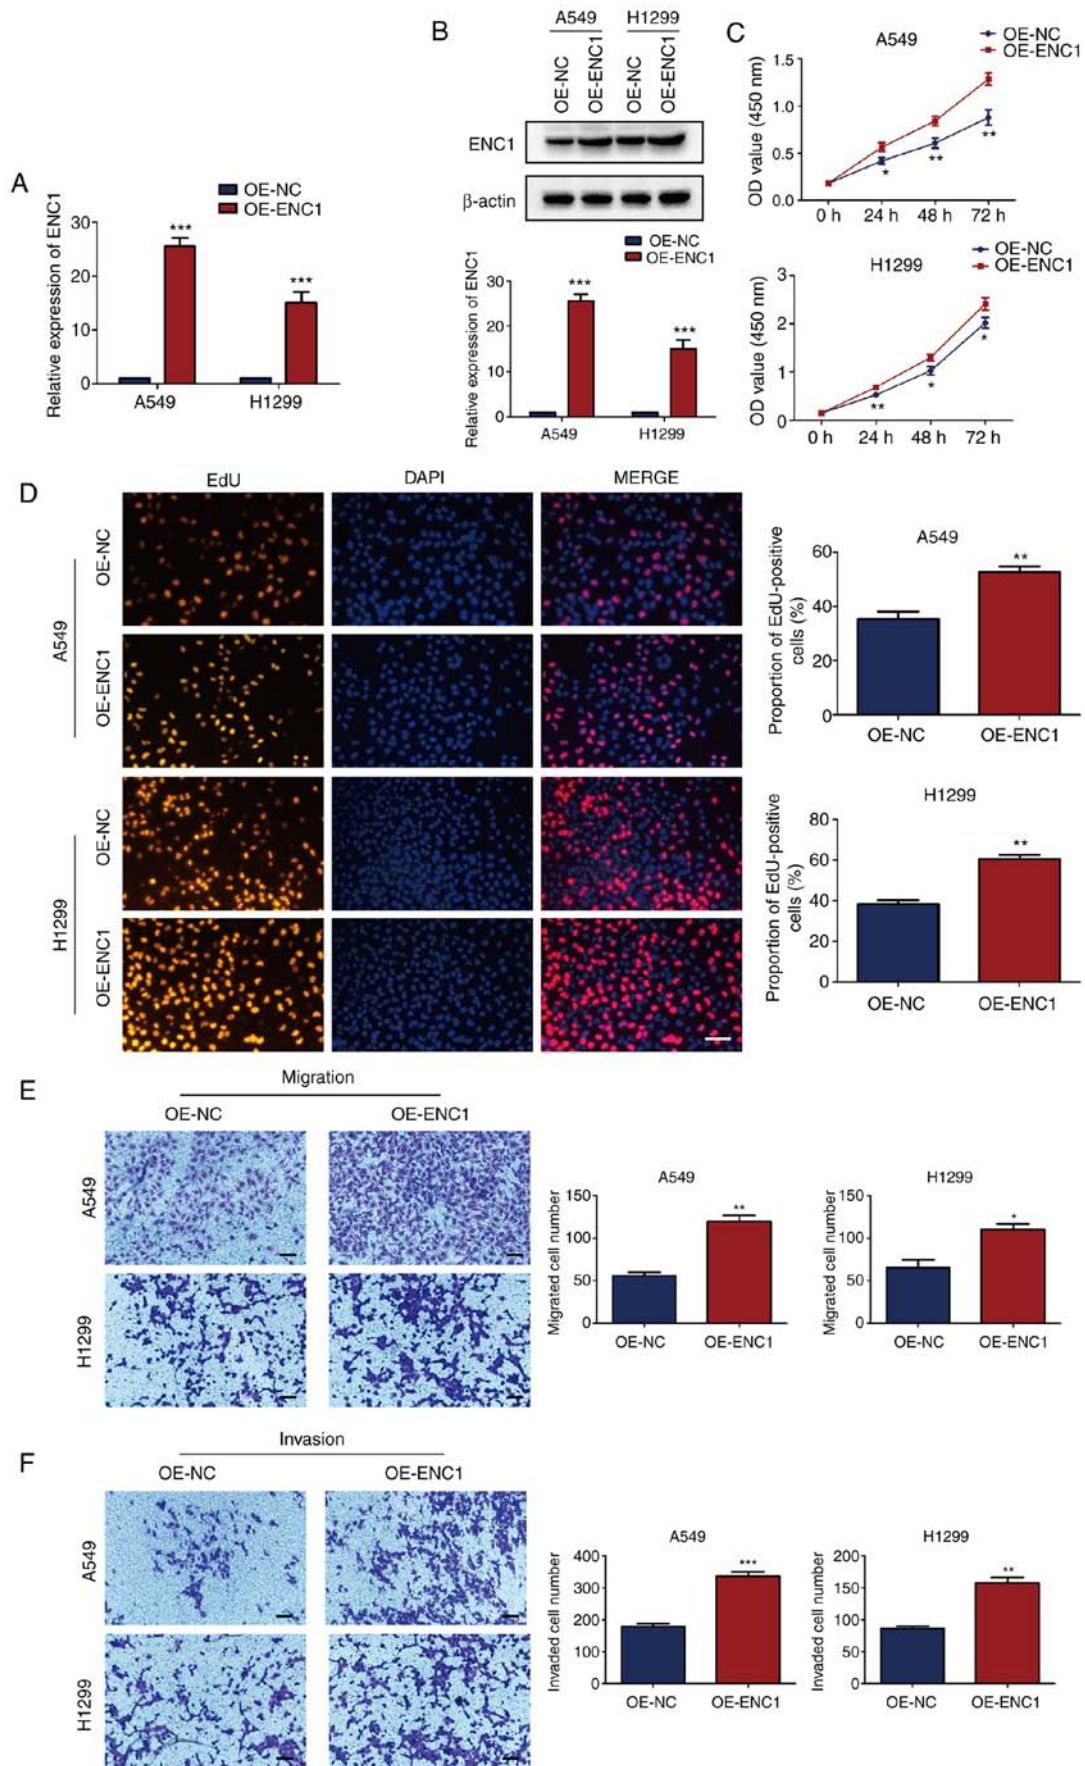 A
OE-NC
OE-ENC1
Relative expression of ENC1
30
20
10
0
***
***
A549
H1299
B
A549
H1299
OE-NC
OE-ENC1
OE-NC
OE-ENC1
ENC1
β-actin
OE-NC
OE-ENC1
Relative expression of ENC1
30
20
10
0
***
***
A549
H1299
C
A549
OE-NC
OE-ENC1
OD value (450 nm)
1.5
1.0
0.5
0.0
*
**
**
0 h
24 h
48 h
72 h
H1299
OE-NC
OE-ENC1
OD value (450 nm)
3
2
1
0
**
*
*
0 h
24 h
48 h
72 h
D
EdU
DAPI
MERGE
A549
OE-NC
OE-ENC1
H1299
OE-NC
OE-ENC1
A549
Proportion of EdU-positive
cells (%)
60
40
20
0
**
OE-NC
OE-ENC1
H1299
Proportion of EdU-positive
cells (%)
80
60
40
20
0
**
OE-NC
OE-ENC1
E
Migration
OE-NC
OE-ENC1
A549
H1299
A549
Migrated cell number
150
100
50
0
**
OE-NC
OE-ENC1
H1299
Migrated cell number
150
100
50
0
*
OE-NC
OE-ENC1
F
Invasion
OE-NC
OE-ENC1
A549
H1299
A549
Invaded cell number
400
300
200
100
0
***
OE-NC
OE-ENC1
H1299
Invaded cell number
200
150
100
50
0
**
OE-NC
OE-ENC1